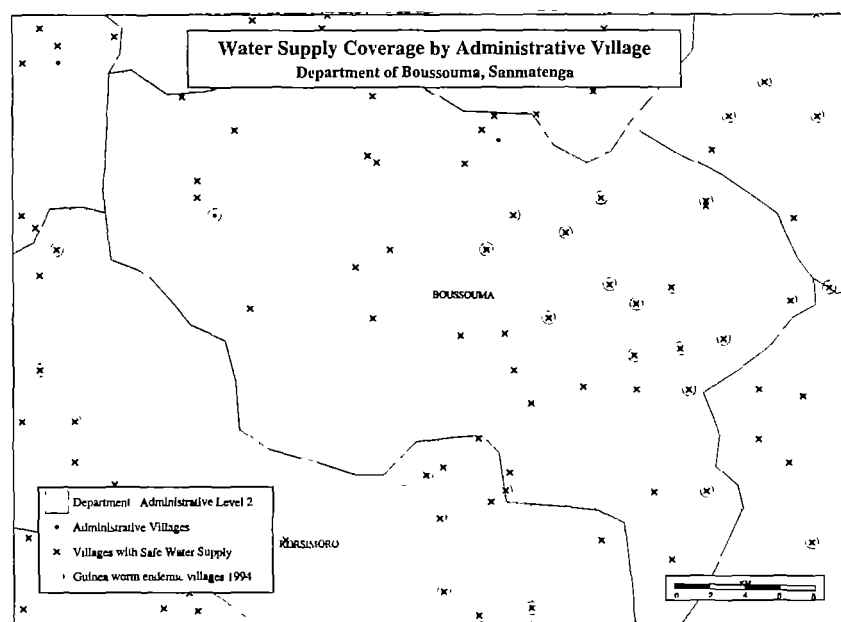 Water Supply Coverage by Administrative Village
Department of Boussouma, Sanmatenga
BOUSSOUMA
Department Administrative Level 2
Administrative Villages
Villages with Safe Water Supply
Guinea worm endemic villages 1994
KORSIMORO
KM
0 2 4 6 8